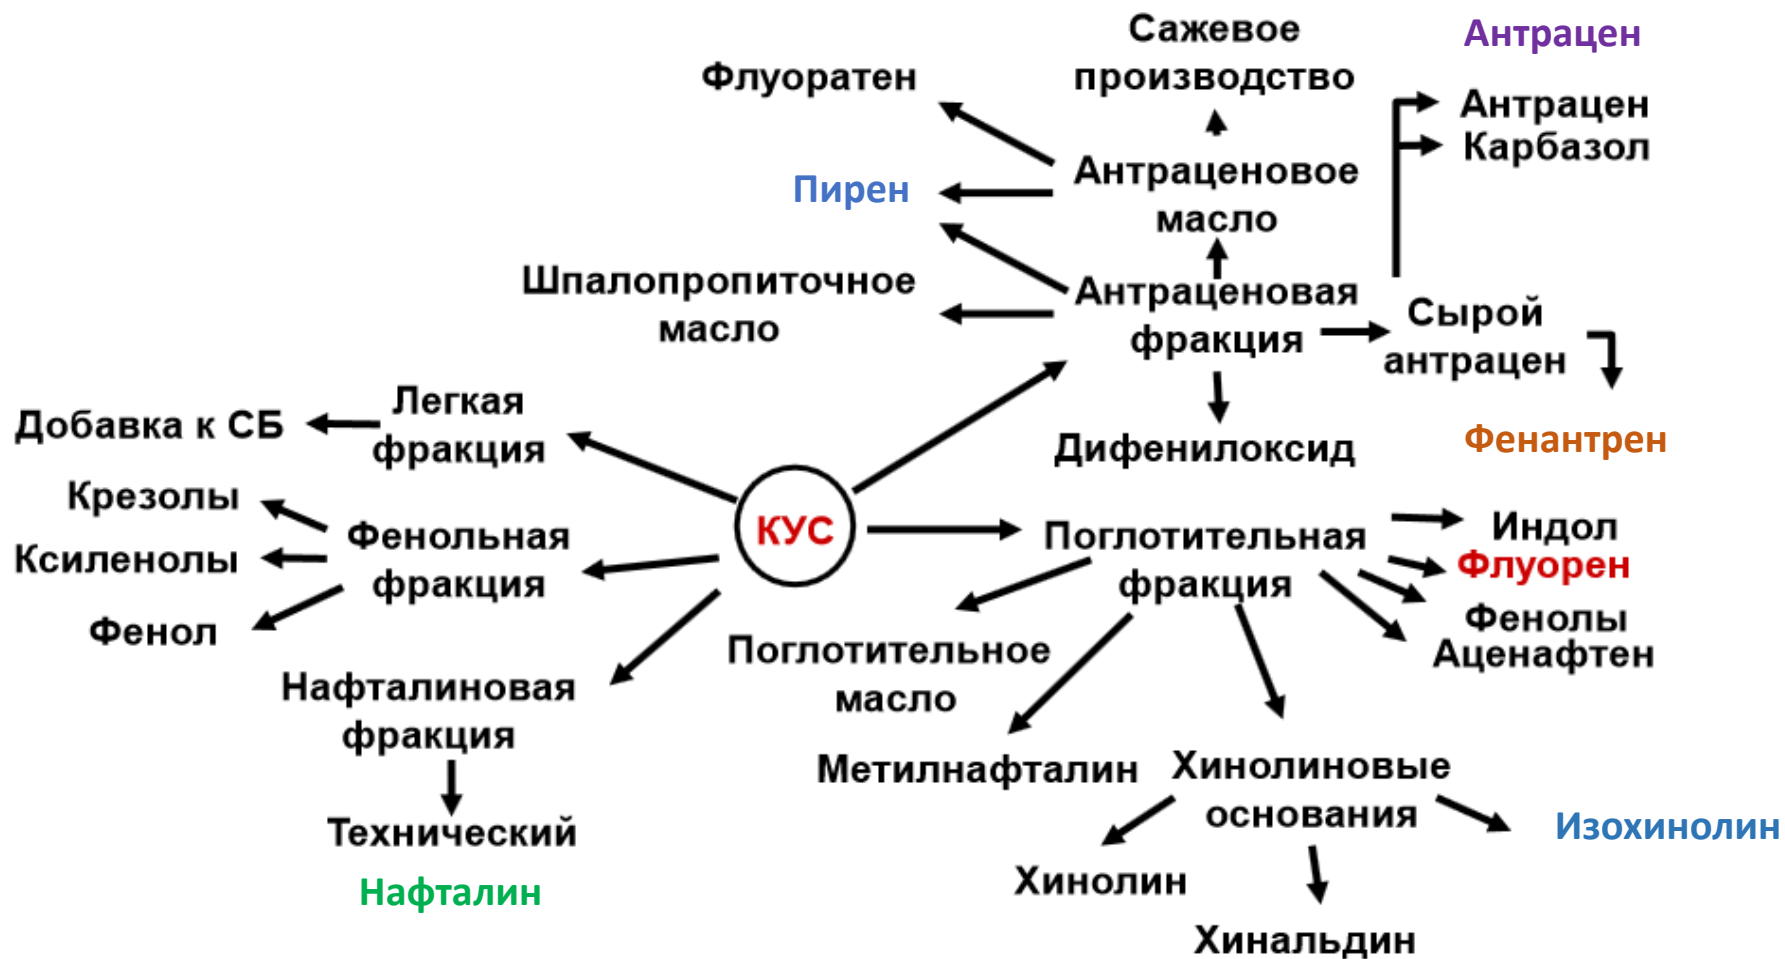 Сажевое
производство
Антрацен
Флуоратен
Антрацен
Карбазол
Антраценовое
масло
Пирен
Шпалопропиточное
масло
Антраценовая
фракция
Сырой
антрацен
Легкая
фракция
Добавка к СБ
Дифенилоксид
Фенантрен
Крезолы
Ксиленолы
Фенол
Фенольная
фракция
КУС
Поглотительная
фракция
Индол
Флуорен
Фенолы
Аценафтен
Поглотительное
масло
Нафталиновая
фракция
Метилнафталин
Хинолиновые
основания
Технический
Нафталин
Изохинолин
Хинолин
Хинальдин